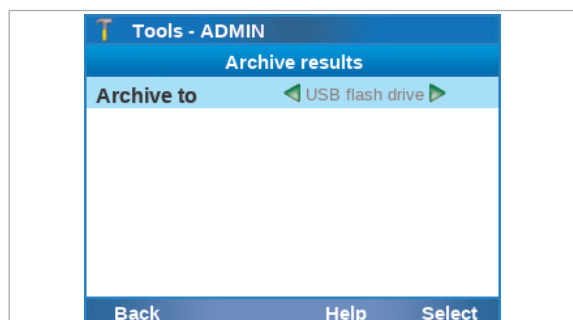 Tools - ADMIN
Archive results
Archive to USB flash drive
Back Help Select